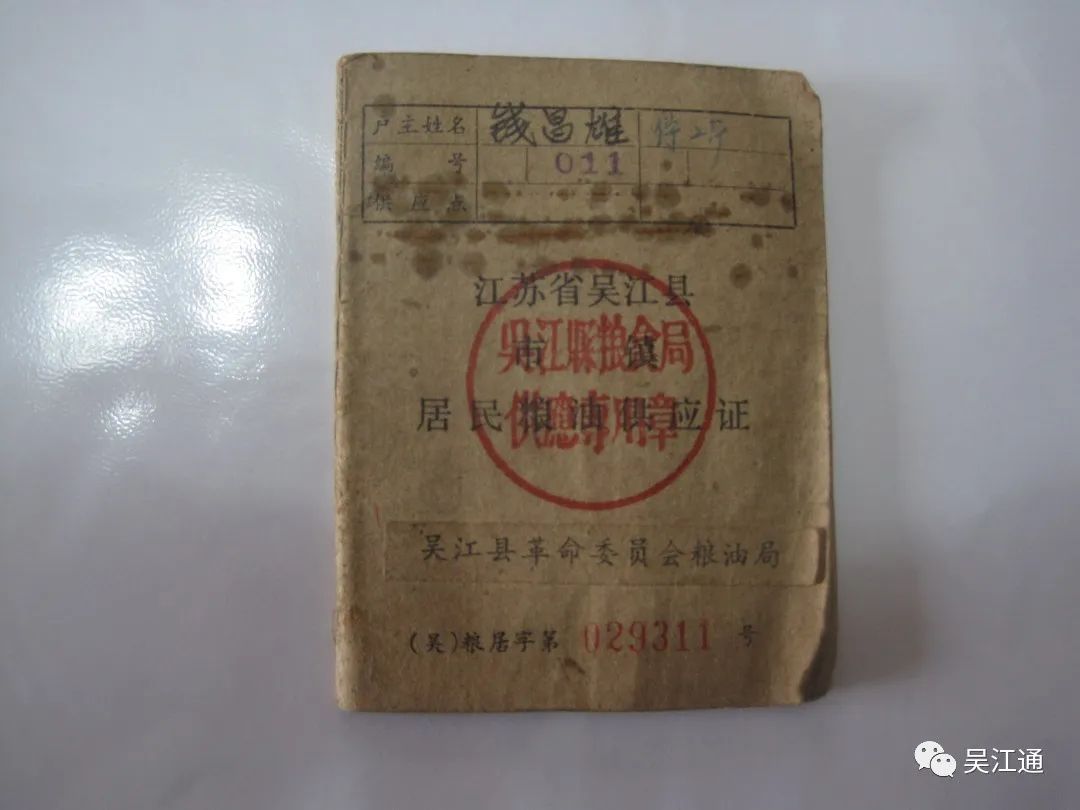 户主姓名 钱昌雄
编号 011
供应点
江苏省吴江县
市镇
居民粮油供应证
吴江縣粮食局
供應専用章
吴江县革命委员会粮油局
(吴)粮居字第 029311 号
吴江通